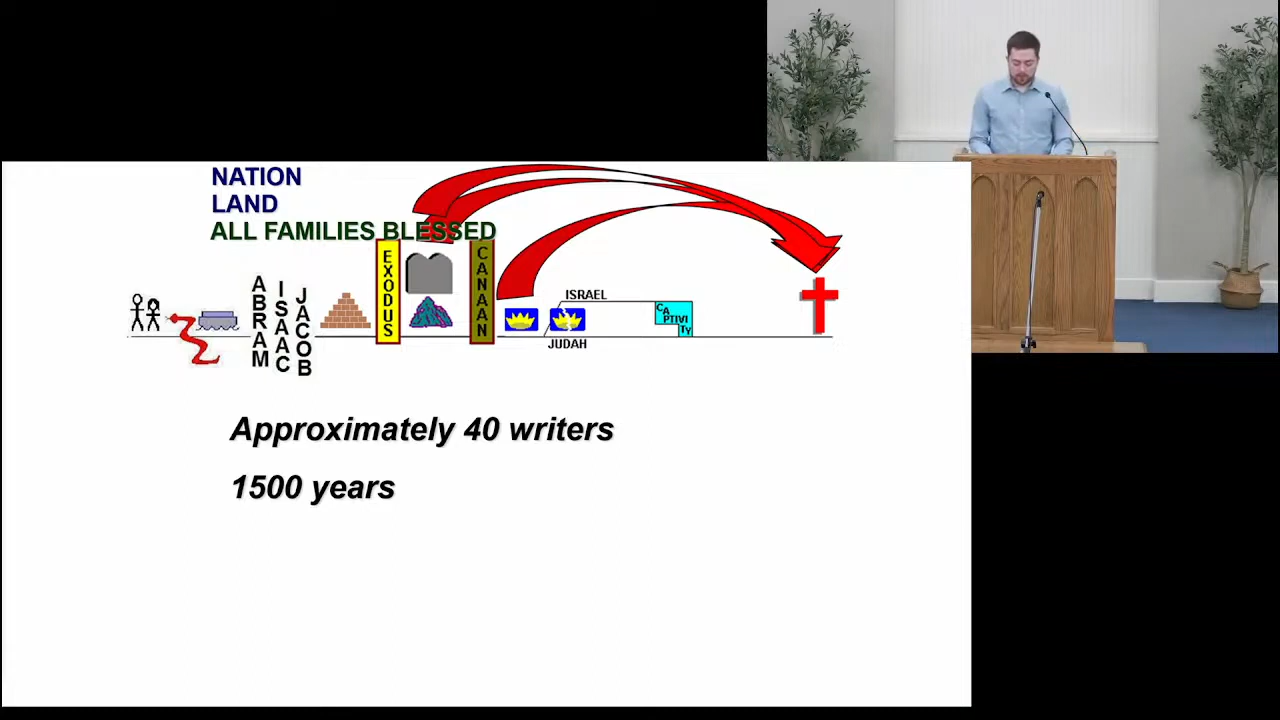 NATION
LAND
ALL FAMILIES BLESSED
ABRAM
ISAAC
JACOB
EXODUS
CANAAN
ISRAEL
JUDAH
CAPTIVITY
Approximately 40 writers
1500 years